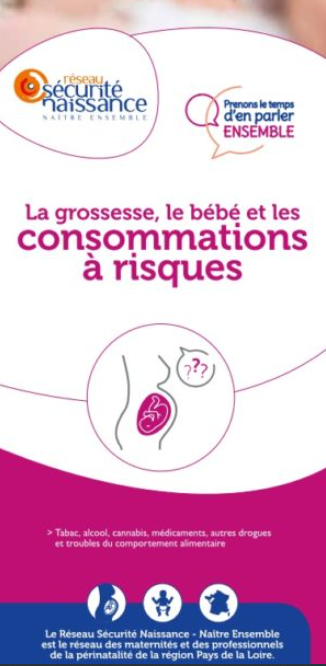 réseau
sécurité
naissance
NAÎTRE ENSEMBLE
Prenons le temps
d'en parler
ENSEMBLE
La grossesse, le bébé et les
consommations
à risques
???
> Tabac, alcool, cannabis, médicaments, autres drogues
et troubles du comportement alimentaire
Le Réseau Sécurité Naissance - Naître Ensemble
est le réseau des maternités et des professionnels
de la périnatalité de la région Pays de la Loire.